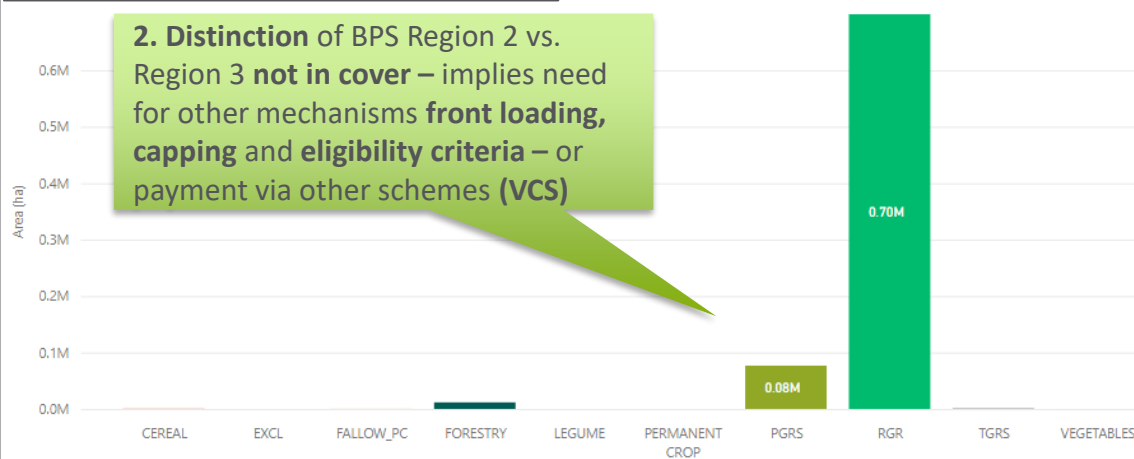 2. Distinction of BPS Region 2 vs.
Region 3 not in cover – implies need
for other mechanisms front loading,
capping and eligibility criteria – or
payment via other schemes (VCS)
Area (ha)
0.6M
0.5M
0.4M
0.3M
0.2M
0.1M
0.0M
0.08M
0.70M
CEREAL
EXCL
FALLOW_PC
FORESTRY
LEGUME
PERMANENT
CROP
PGRS
RGR
TGRS
VEGETABLES